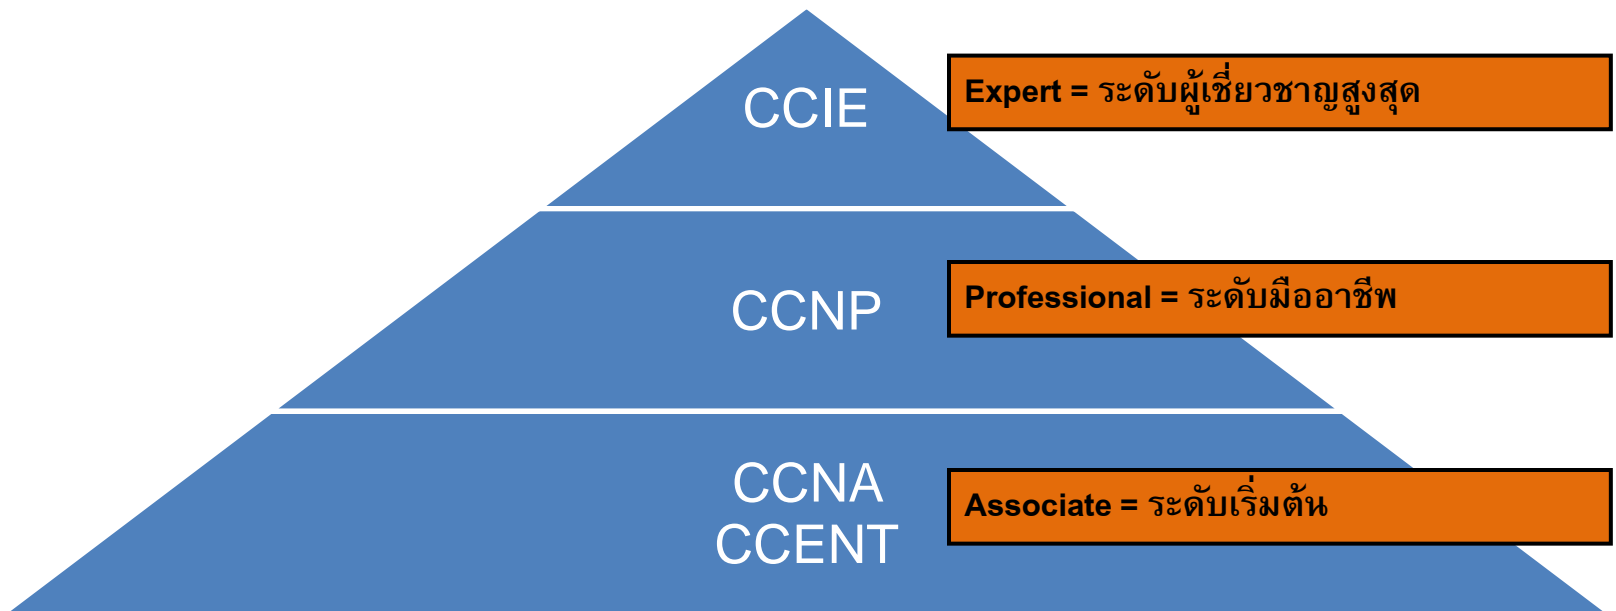 CCIE
Expert = ระดับผู้เชี่ยวชาญสูงสุด
CCNP
Professional = ระดับมืออาชีพ
CCNA
CCENT
Associate = ระดับเริ่มต้น